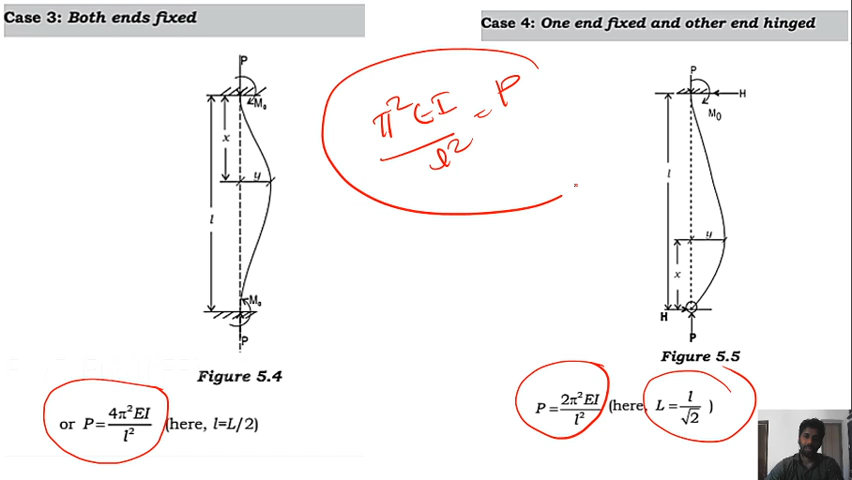 Case 3: Both ends fixed
Case 4: One end fixed and other end hinged
P
M₀
x
y
l
M₀
P
π²EI/l² = P
P
H
M₀
l
y
x
H
P
Figure 5.4
Figure 5.5
or P = 4π²EI/l² (here, l=L/2)
P = 2π²EI/l² (here, L = l/√2 )